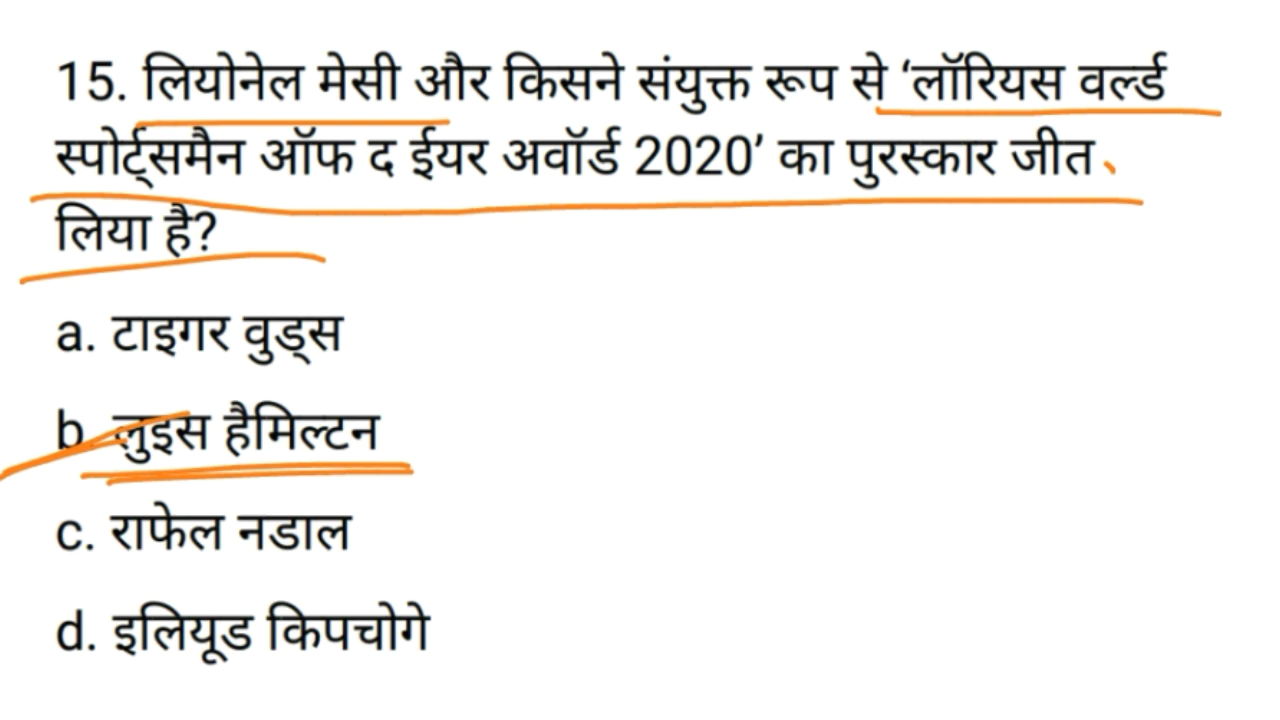 15. लियोनेल मेसी और किसने संयुक्त रूप से ‘लॉरियस वर्ल्ड
स्पोर्ट्समैन ऑफ द ईयर अवॉर्ड 2020’ का पुरस्कार जीत
लिया है?
a. टाइगर वुड्स
b. लुइस हैमिल्टन
c. राफेल नडाल
d. इलियूड किपचोगे